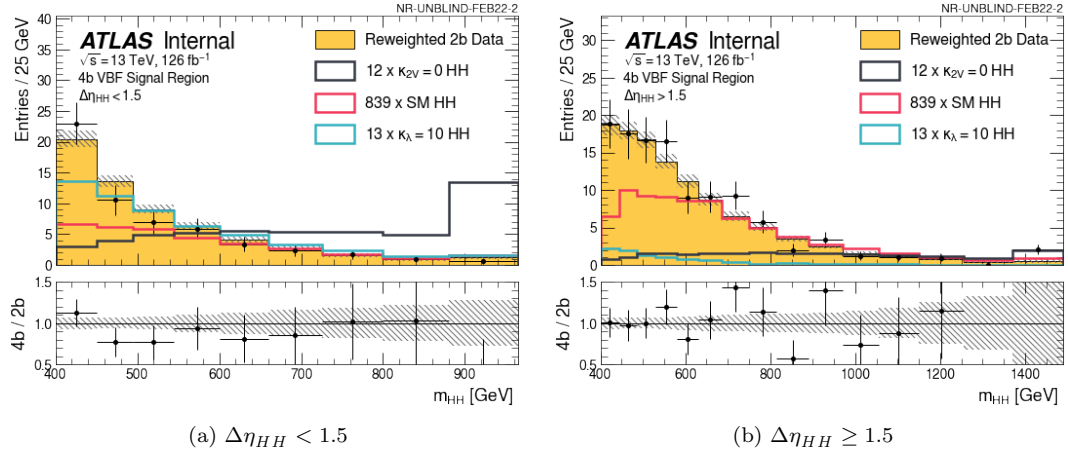 NR-UNBLIND-FEB22-2
Entries / 25 GeV
40
35
30
25
20
15
10
5
0
ATLAS Internal
√s = 13 TeV, 126 fb⁻¹
4b VBF Signal Region
Δη_HH < 1.5
Reweighted 2b Data
12 x κ_2V = 0 HH
839 x SM HH
13 x κ_λ = 10 HH
4b / 2b
1.5
1.0
0.5
400 500 600 700 800 900
m_HH [GeV]
(a) Δη_HH < 1.5
NR-UNBLIND-FEB22-2
Entries / 25 GeV
30
25
20
15
10
5
0
ATLAS Internal
√s = 13 TeV, 126 fb⁻¹
4b VBF Signal Region
Δη_HH > 1.5
Reweighted 2b Data
12 x κ_2V = 0 HH
839 x SM HH
13 x κ_λ = 10 HH
4b / 2b
1.5
1.0
0.5
400 600 800 1000 1200 1400
m_HH [GeV]
(b) Δη_HH ≥ 1.5